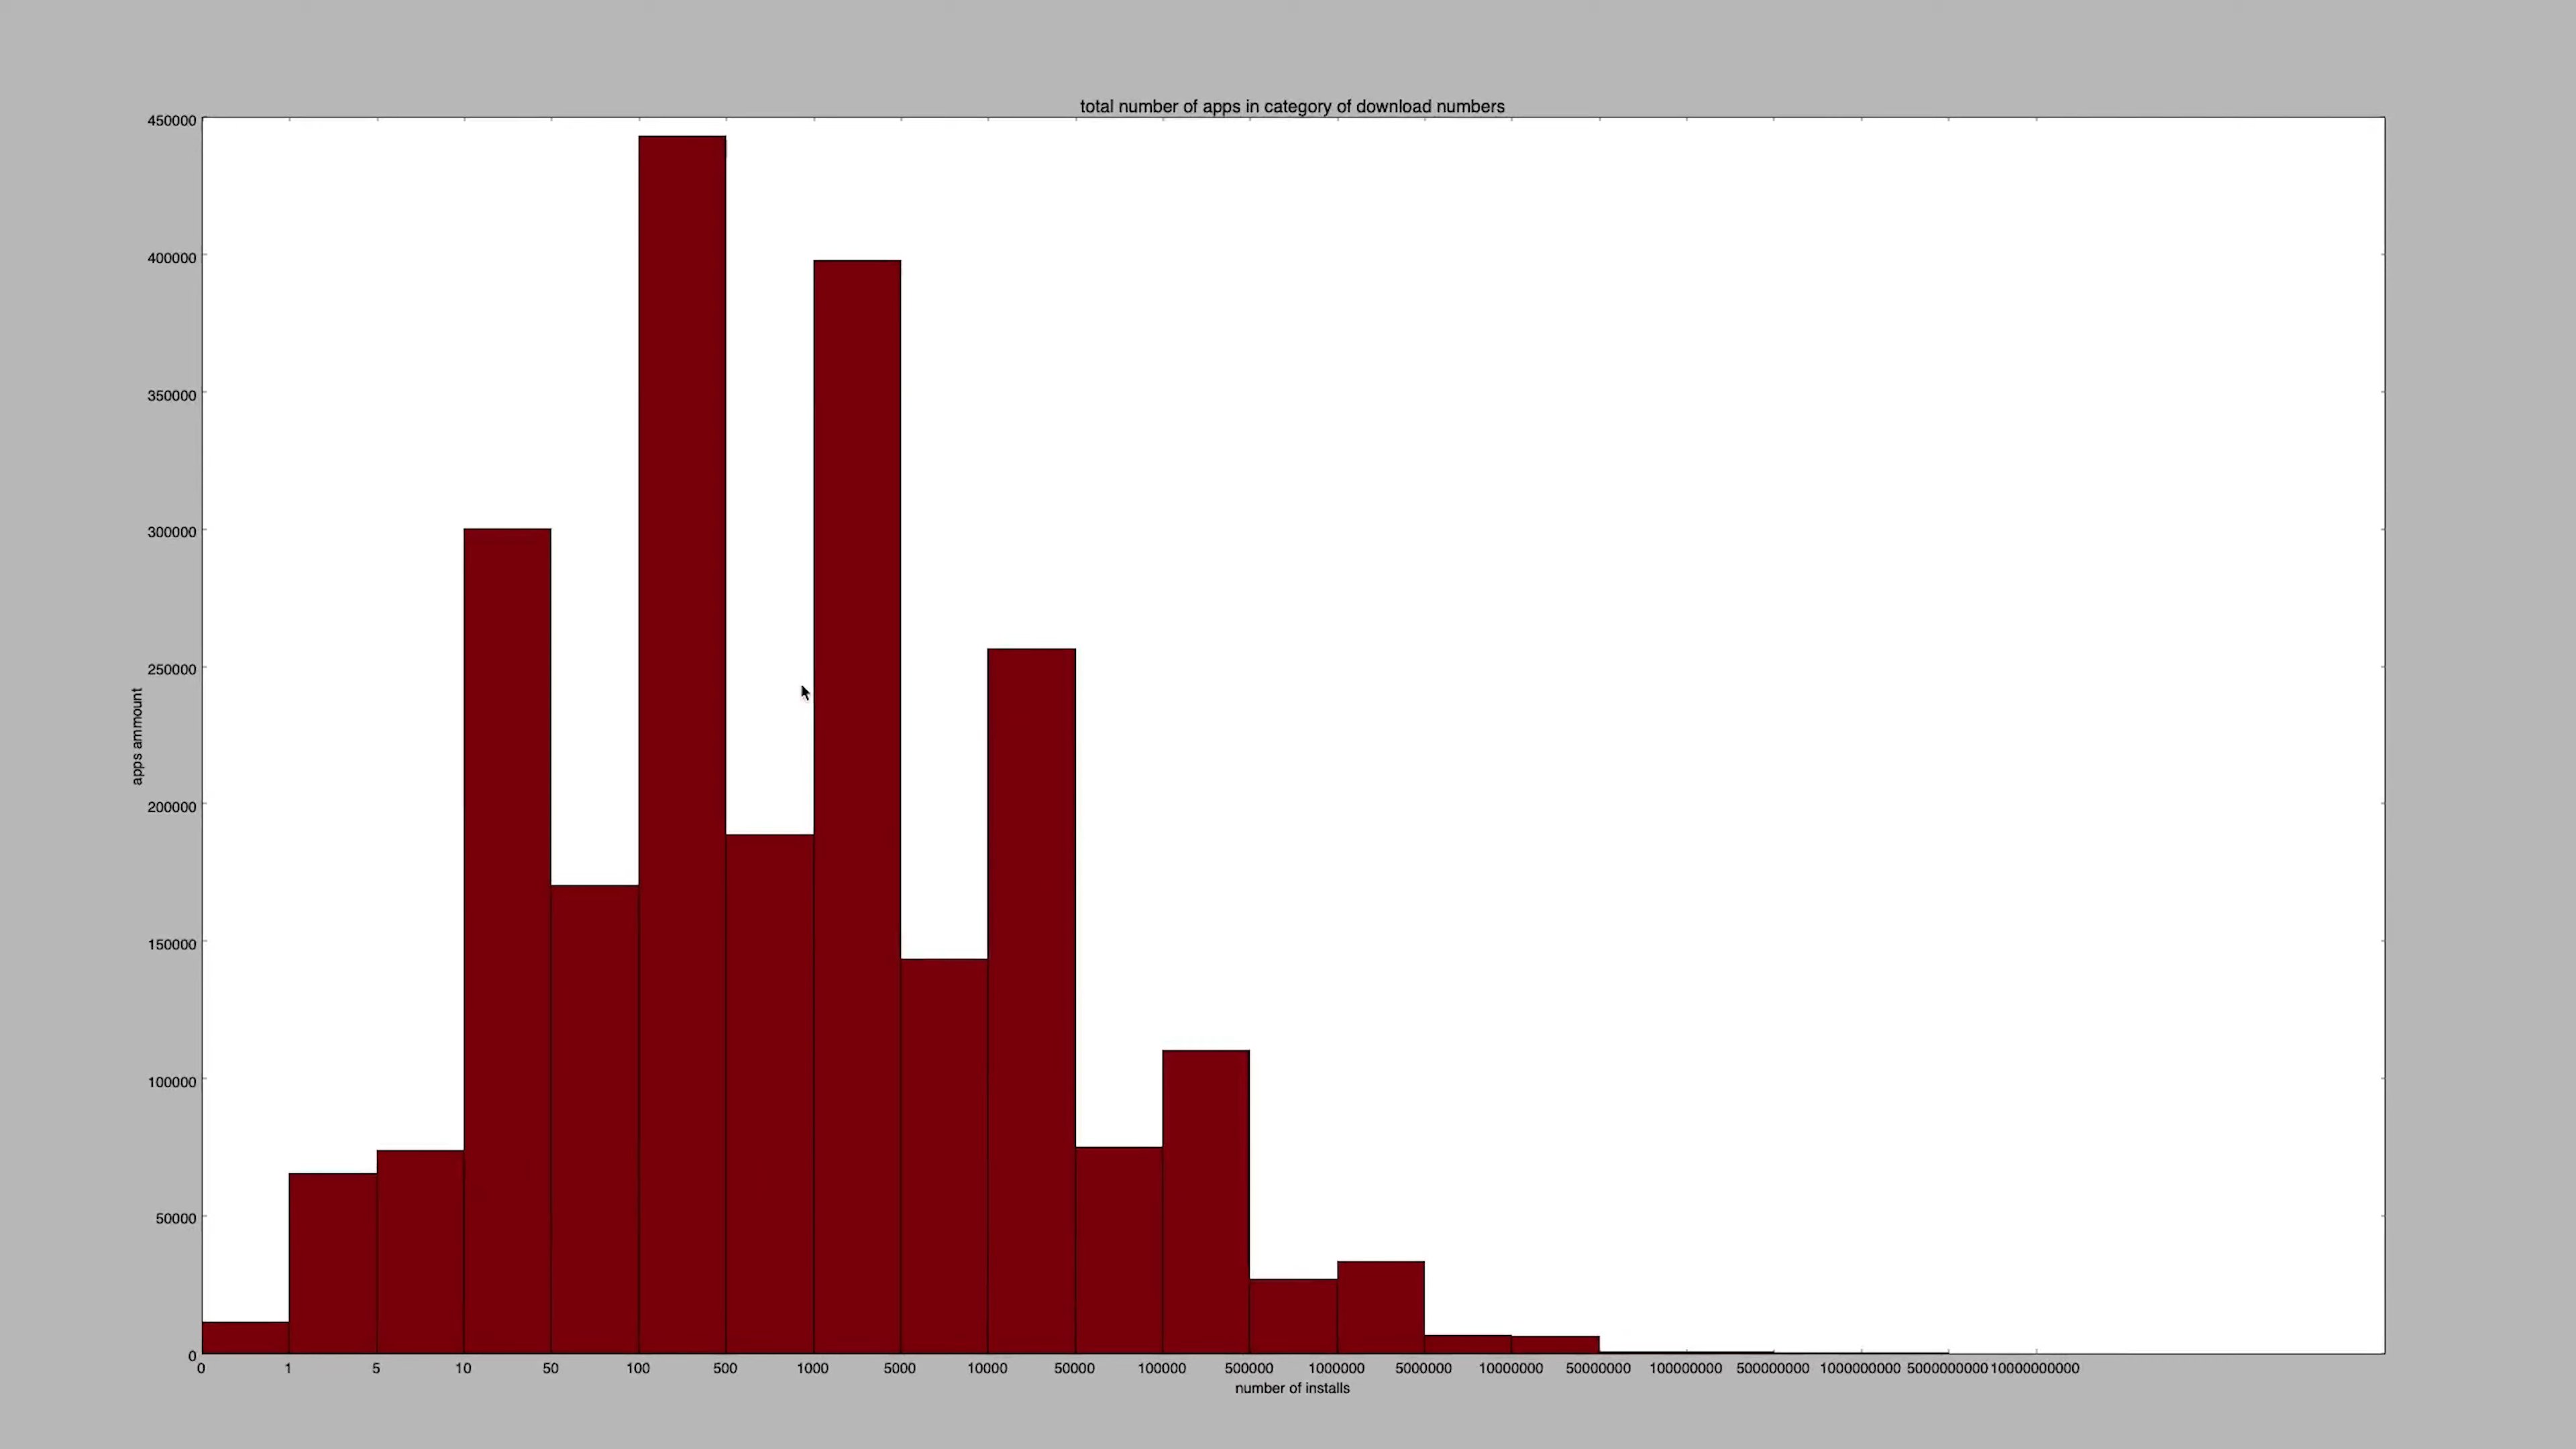 total number of apps in category of download numbers
450000
400000
350000
300000
250000
200000
150000
100000
50000
0
apps ammount
0 1 5 10 50 100 500 1000 5000 10000 50000 100000 500000 1000000 5000000 10000000 50000000 100000000 500000000 1000000000 5000000000 10000000000
number of installs